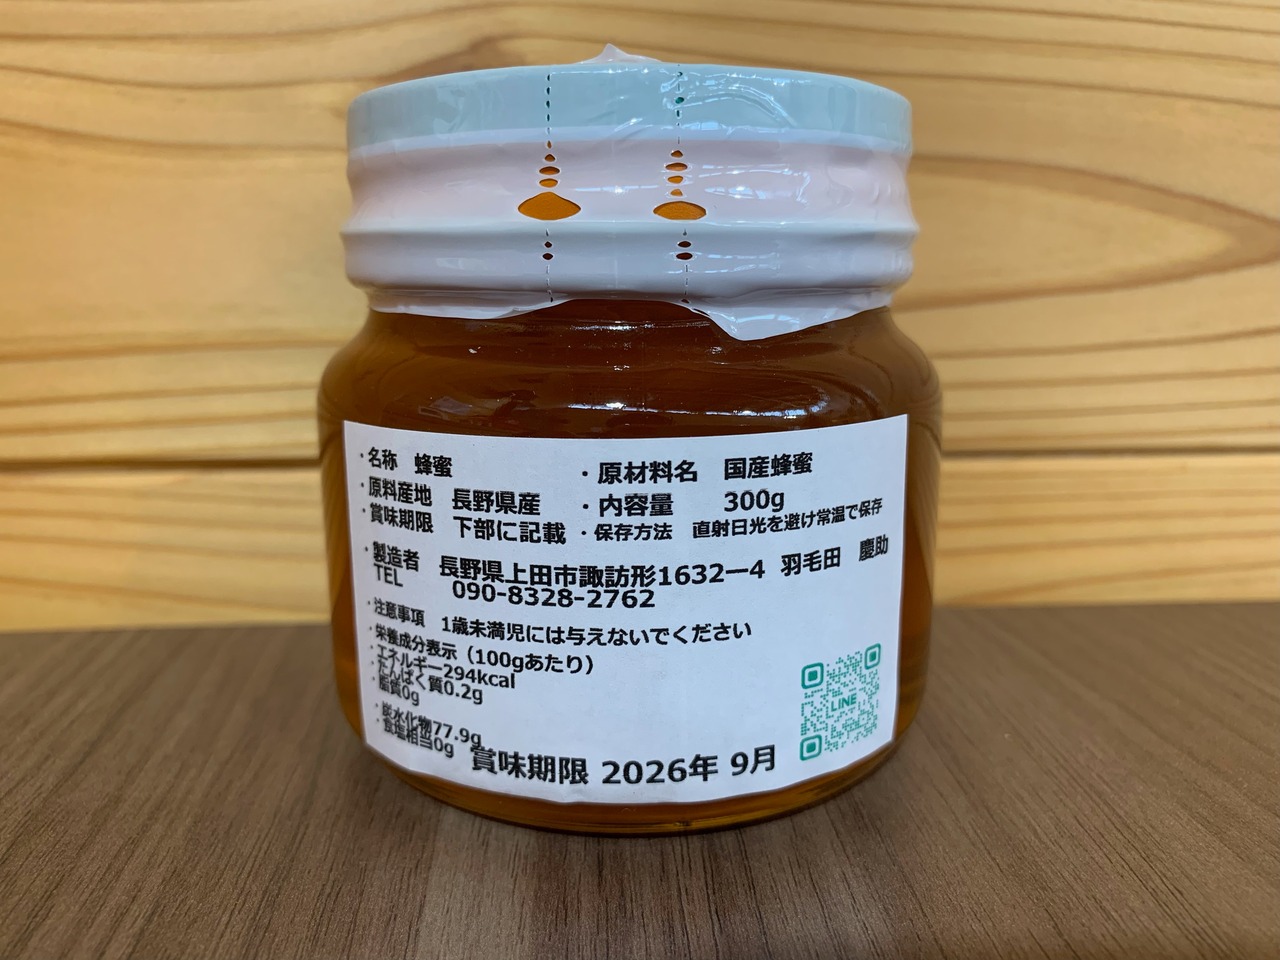 ・名称　蜂蜜　・原材料名　国産蜂蜜
・原料産地　長野県産　・内容量　300g
・賞味期限　下部に記載　・保存方法　直射日光を避け常温で保存
・製造者　長野県上田市諏訪形1632ー4　羽毛田　慶助
TEL　090-8328-2762
・注意事項　1歳未満児には与えないでください
・栄養成分表示（100gあたり）
・エネルギー294kcal
・たんぱく質0.2g
・脂質0g
・炭水化物77.9g
・食塩相当0g
賞味期限 2026年 9月
LINE